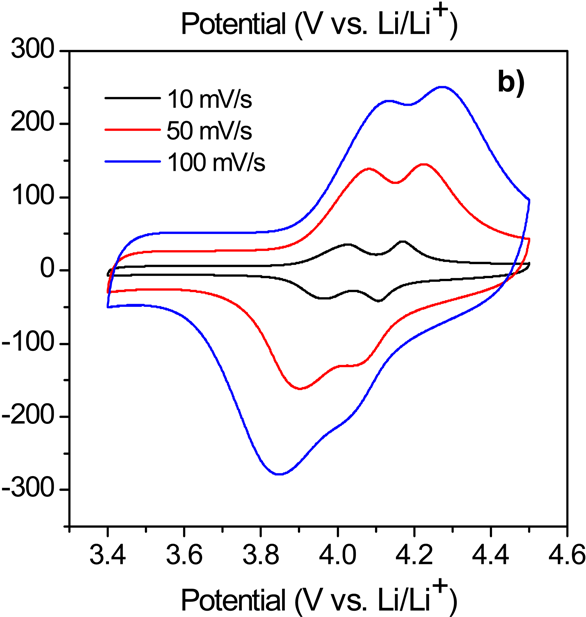 Potential (V vs. Li/Li⁺)
300
200
100
0
-100
-200
-300
b)
10 mV/s
50 mV/s
100 mV/s
3.4 3.6 3.8 4.0 4.2 4.4 4.6
Potential (V vs. Li/Li⁺)